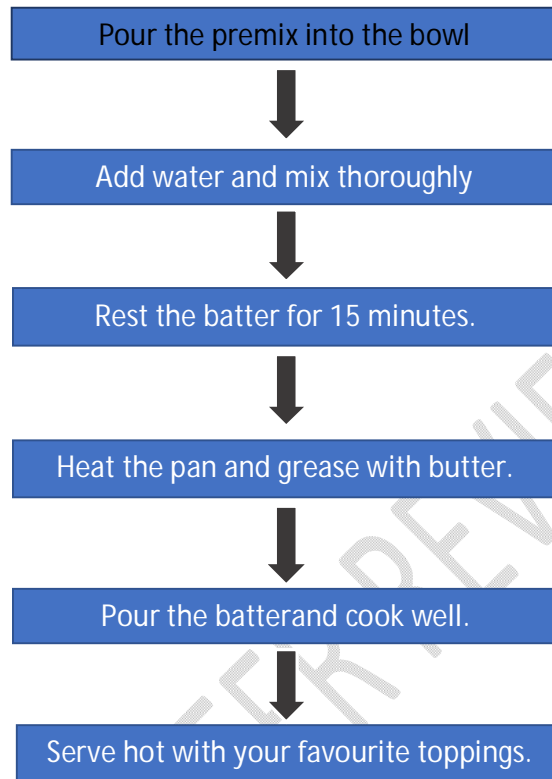 Pour the premix into the bowl
Add water and mix thoroughly
Rest the batter for 15 minutes.
Heat the pan and grease with butter.
Pour the batterand cook well.
Serve hot with your favourite toppings.